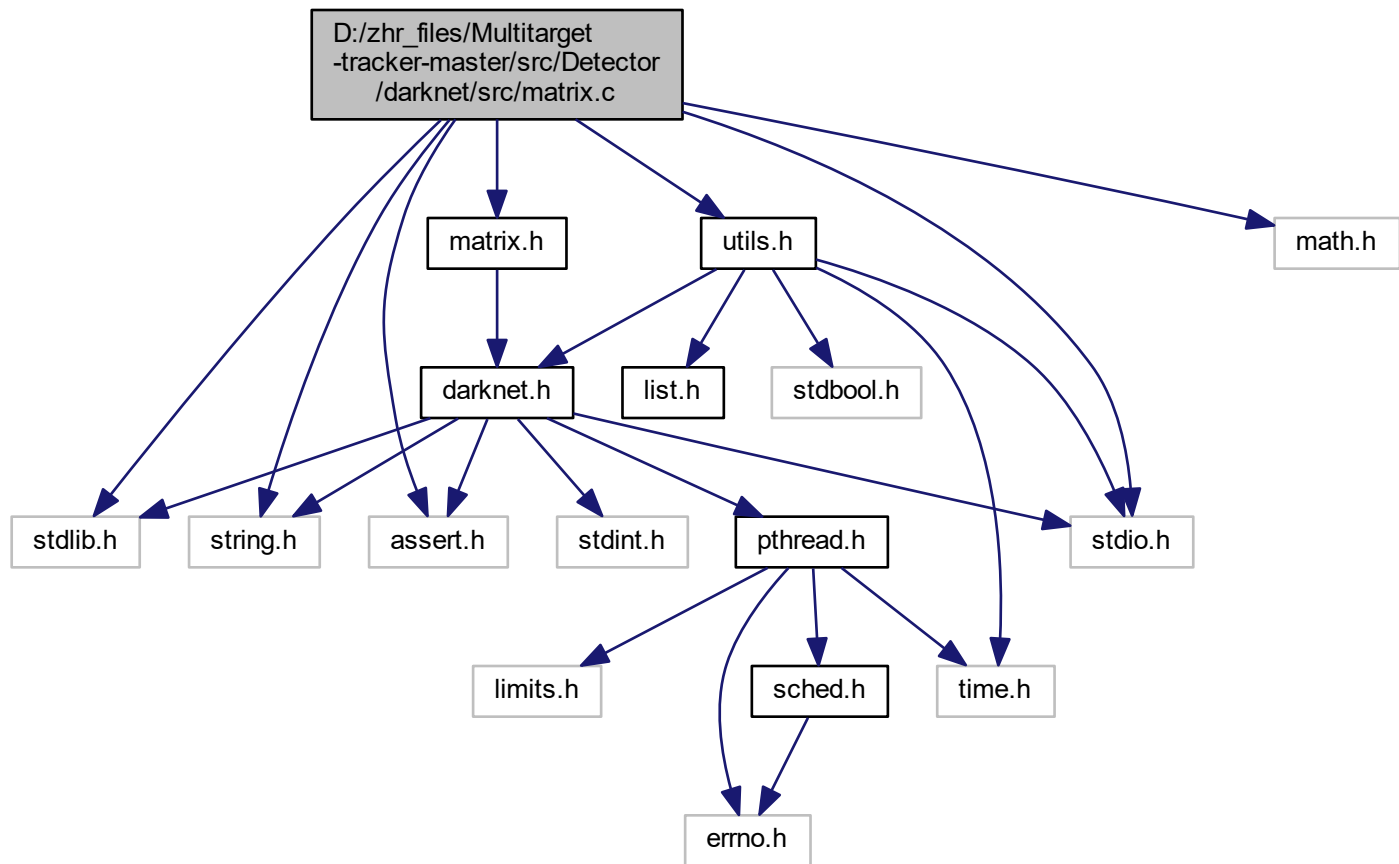 D:/zhr_files/Multitarget
-tracker-master/src/Detector
/darknet/src/matrix.c
matrix.h
utils.h
math.h
darknet.h
list.h
stdbool.h
stdlib.h
string.h
assert.h
stdint.h
pthread.h
stdio.h
limits.h
sched.h
time.h
errno.h